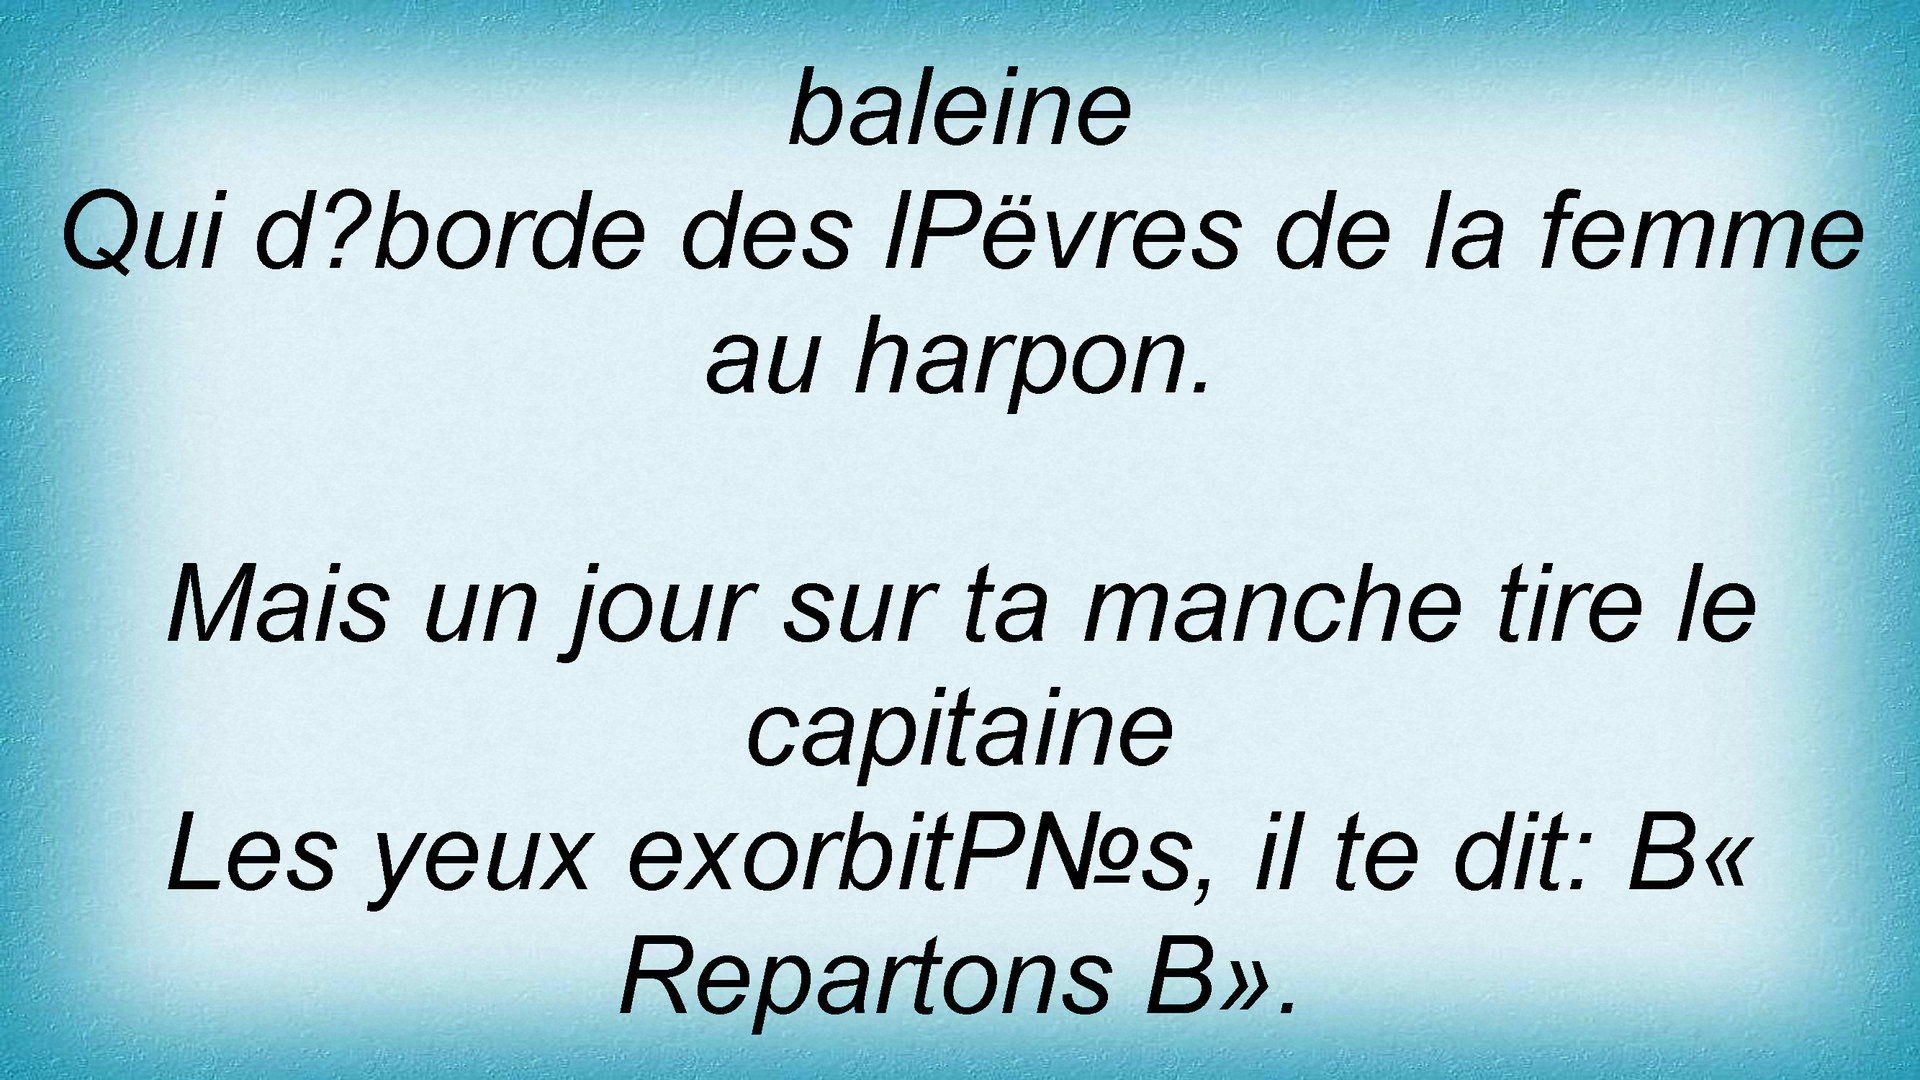 baleine
Qui d?borde des lPëvres de la femme
au harpon.
Mais un jour sur ta manche tire le
capitaine
Les yeux exorbitPN№s, il te dit: B«
Repartons B».